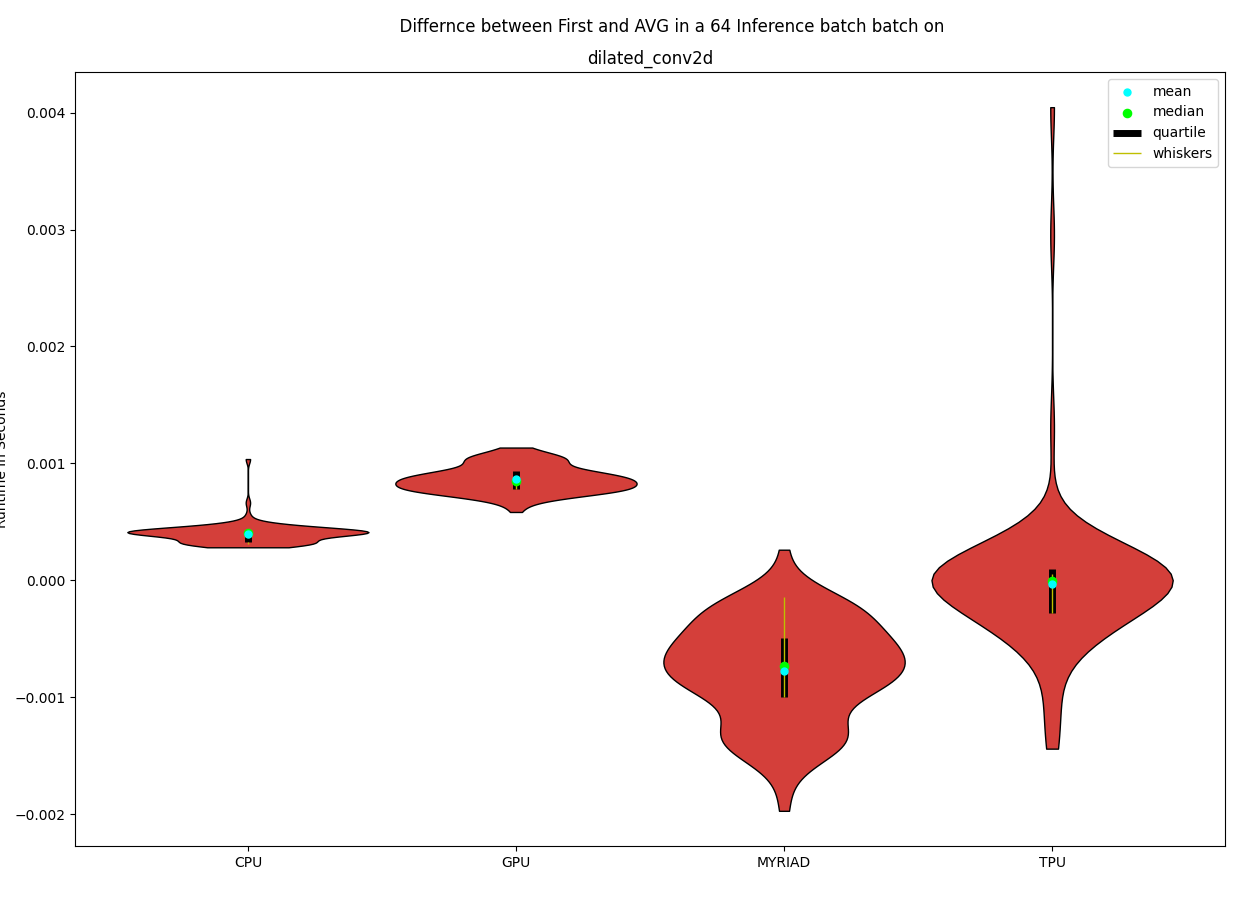 Differnce between First and AVG in a 64 Inference batch batch on
dilated_conv2d
mean
median
quartile
whiskers
0.004
0.003
0.002
0.001
0.000
−0.001
−0.002
Runtime in Seconds
CPU
GPU
MYRIAD
TPU